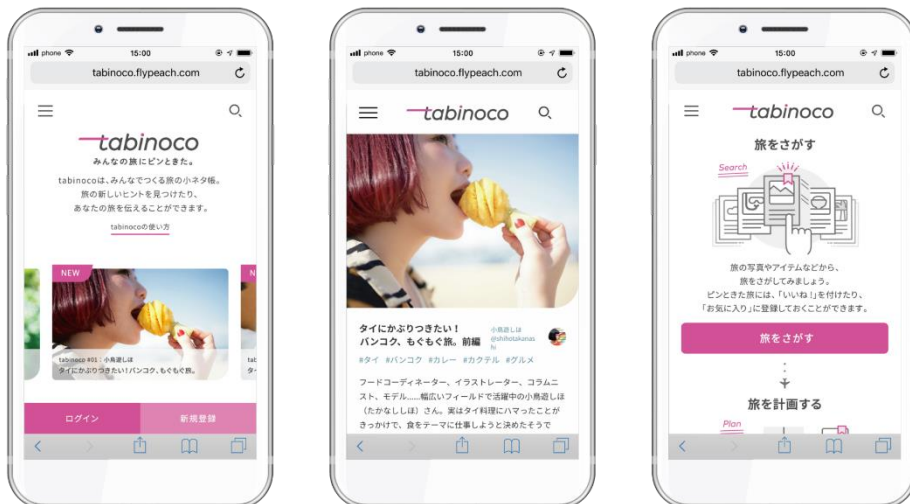 phone 15:00
tabinoco.flypeach.com
tabinoco
みんなの旅にピンときた。
tabinocoは、みんなでつくる旅の小ネタ帳。
旅の新しいヒントを見つけたり、
あなたの旅を伝えることができます。
tabinocoの使い方
NEW
N
tabinoco #01：小鳥遊しほ
タイにかぶりつきたい！バンコク、もぐもぐ旅。
ログイン
新規登録
phone 15:00
tabinoco.flypeach.com
tabinoco
タイにかぶりつきたい！
バンコク、もぐもぐ旅。前編
小鳥遊しほ
@shihotakanas
hi
#タイ #バンコク #カレー #カクテル #グルメ
フードコーディネーター、イラストレーター、コラムニ
スト、モデル……幅広いフィールドで活躍中の小鳥遊しほ
（たかなししほ）さん。実はタイ料理にハマったことが
きっかけで、食をテーマに仕事しようと決めたそうで
phone 15:00
tabinoco.flypeach.com
tabinoco
旅をさがす
Search
旅の写真やアイテムなどから、
旅をさがしてみましょう。
ピンときた旅には、「いいね！」を付けたり、
「お気に入り」に登録しておくことができます。
旅をさがす
旅を計画する
Plan